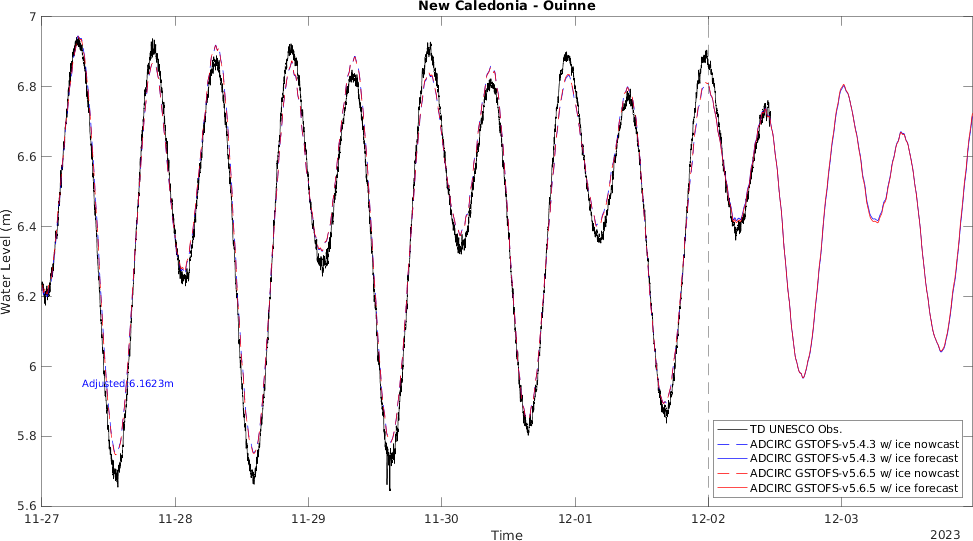 New Caledonia - Ouinne
7
6.8
6.6
6.4
6.2
6
5.8
5.6
Water Level (m)
Adjusted:6.1623m
TD UNESCO Obs.
ADCIRC GSTOFS-v5.4.3 w/ ice nowcast
ADCIRC GSTOFS-v5.4.3 w/ ice forecast
ADCIRC GSTOFS-v5.6.5 w/ ice nowcast
ADCIRC GSTOFS-v5.6.5 w/ ice forecast
11-27 11-28 11-29 11-30 12-01 12-02 12-03
Time
2023